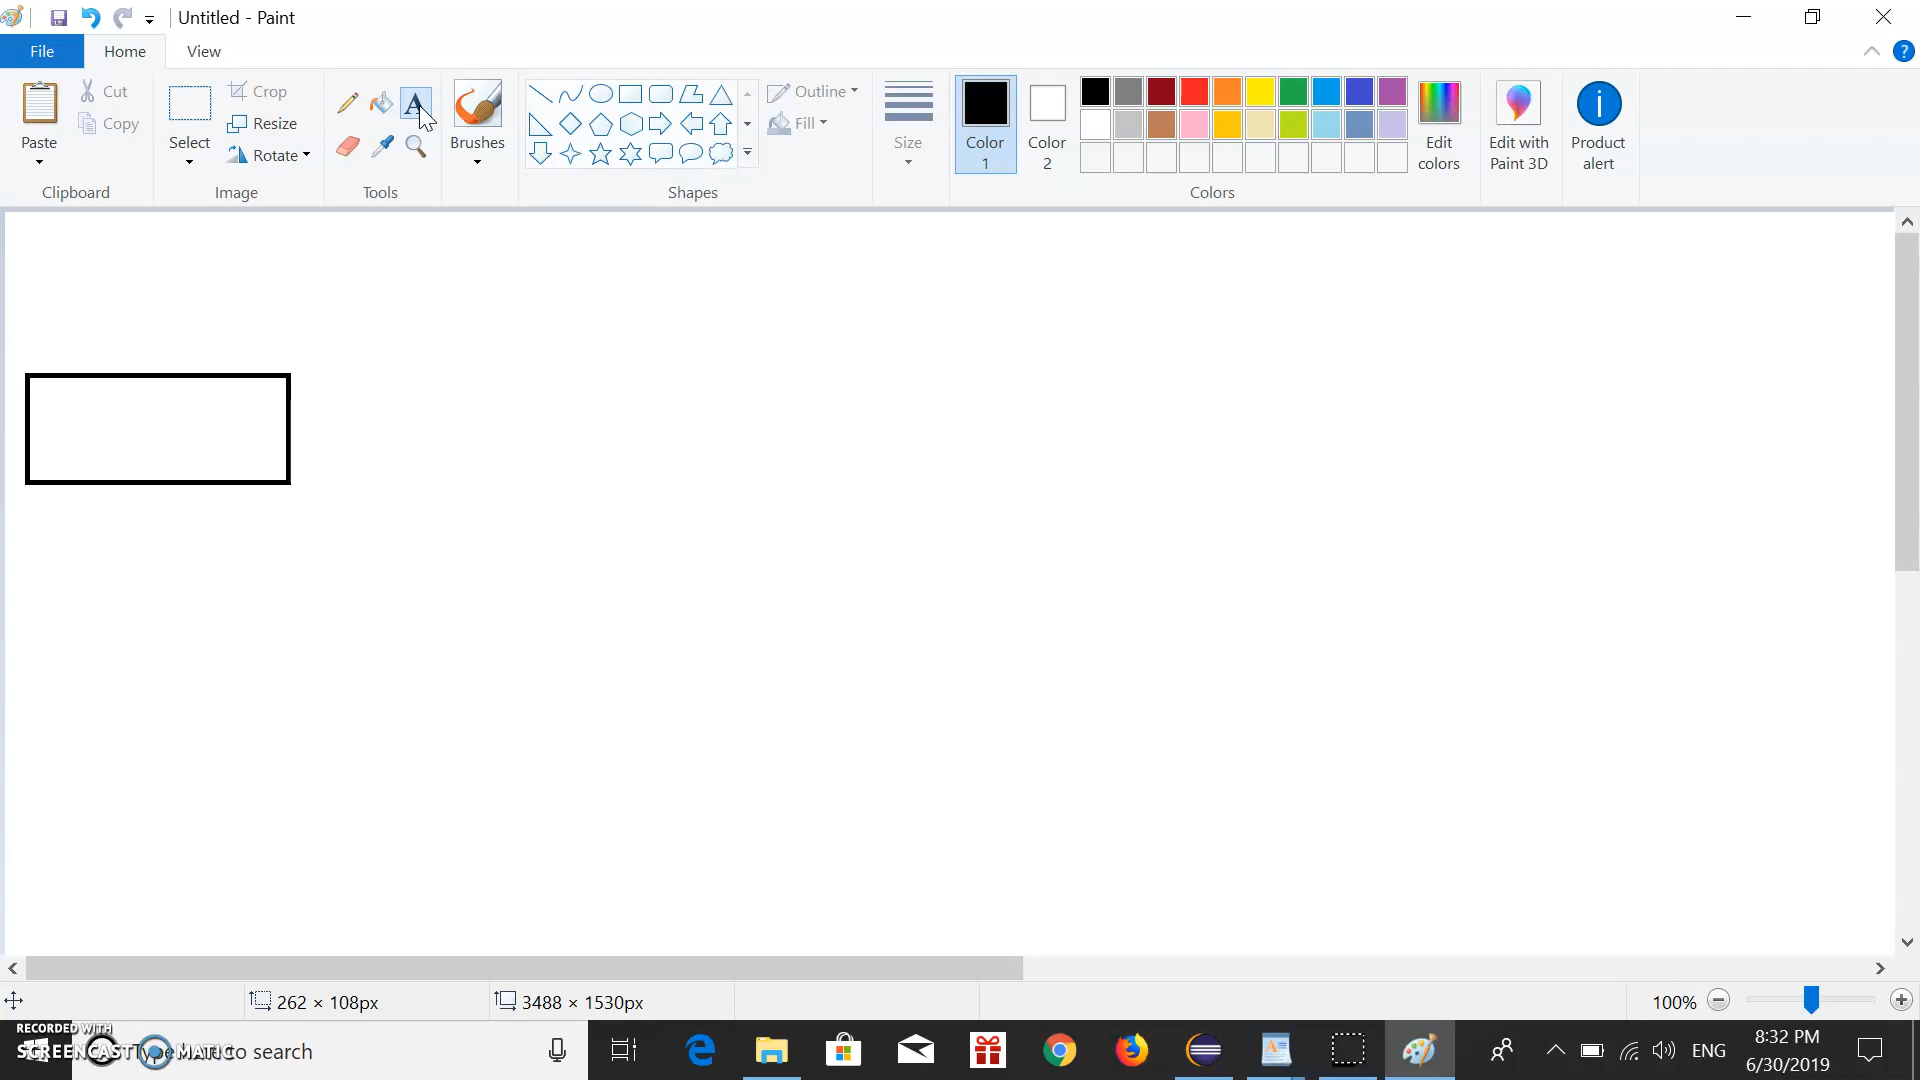 Untitled - Paint
File Home View
Paste
Cut
Copy
Clipboard
Select
Crop
Resize
Rotate
Image
A
Tools
Brushes
Shapes
Outline
Fill
Size
Color 1
Color 2
Colors
Edit colors
Edit with Paint 3D
Product alert
262 × 108px
3488 × 1530px
100%
RECORDED WITH
SCREENCAST MATIC
Type here to search
ENG
8:32 PM
6/30/2019